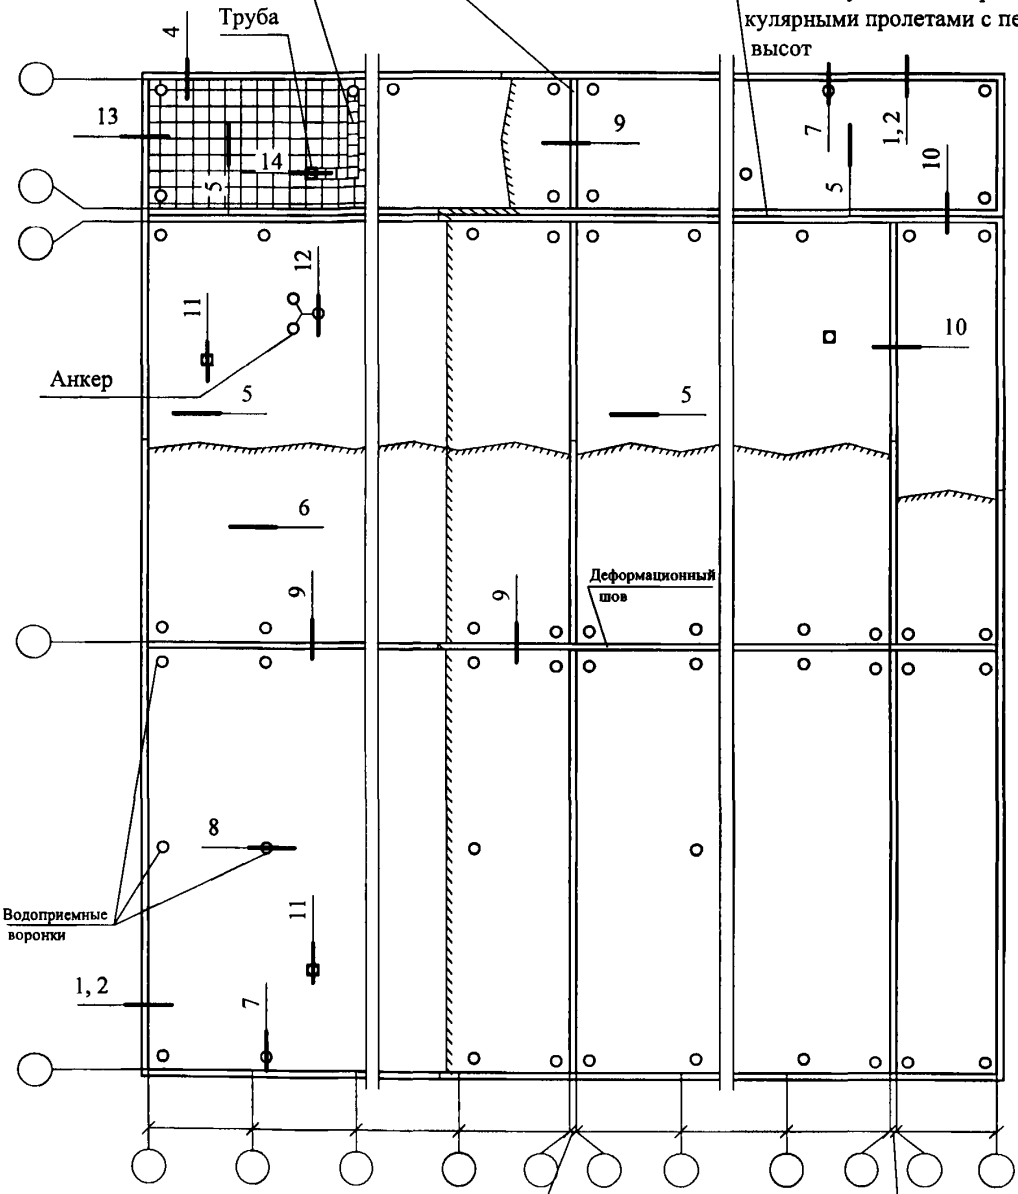 кулярными пролетами с пе
высот
Труба
4
13
14
5
9
7
1, 2
5
10
12
11
10
Анкер
5
5
6
9
9
Деформационный
шов
8
11
Водоприемные
воронки
1, 2
7